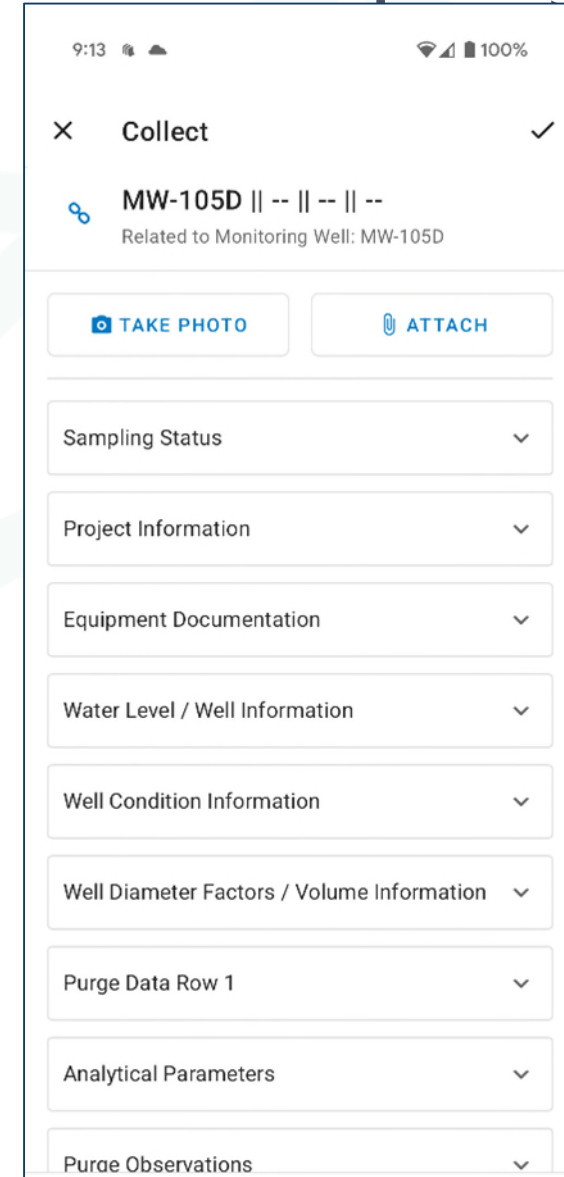 9:13 100%
Collect
MW-105D || -- || -- || --
Related to Monitoring Well: MW-105D
TAKE PHOTO ATTACH
Sampling Status
Project Information
Equipment Documentation
Water Level / Well Information
Well Condition Information
Well Diameter Factors / Volume Information
Purge Data Row 1
Analytical Parameters
Purge Observations